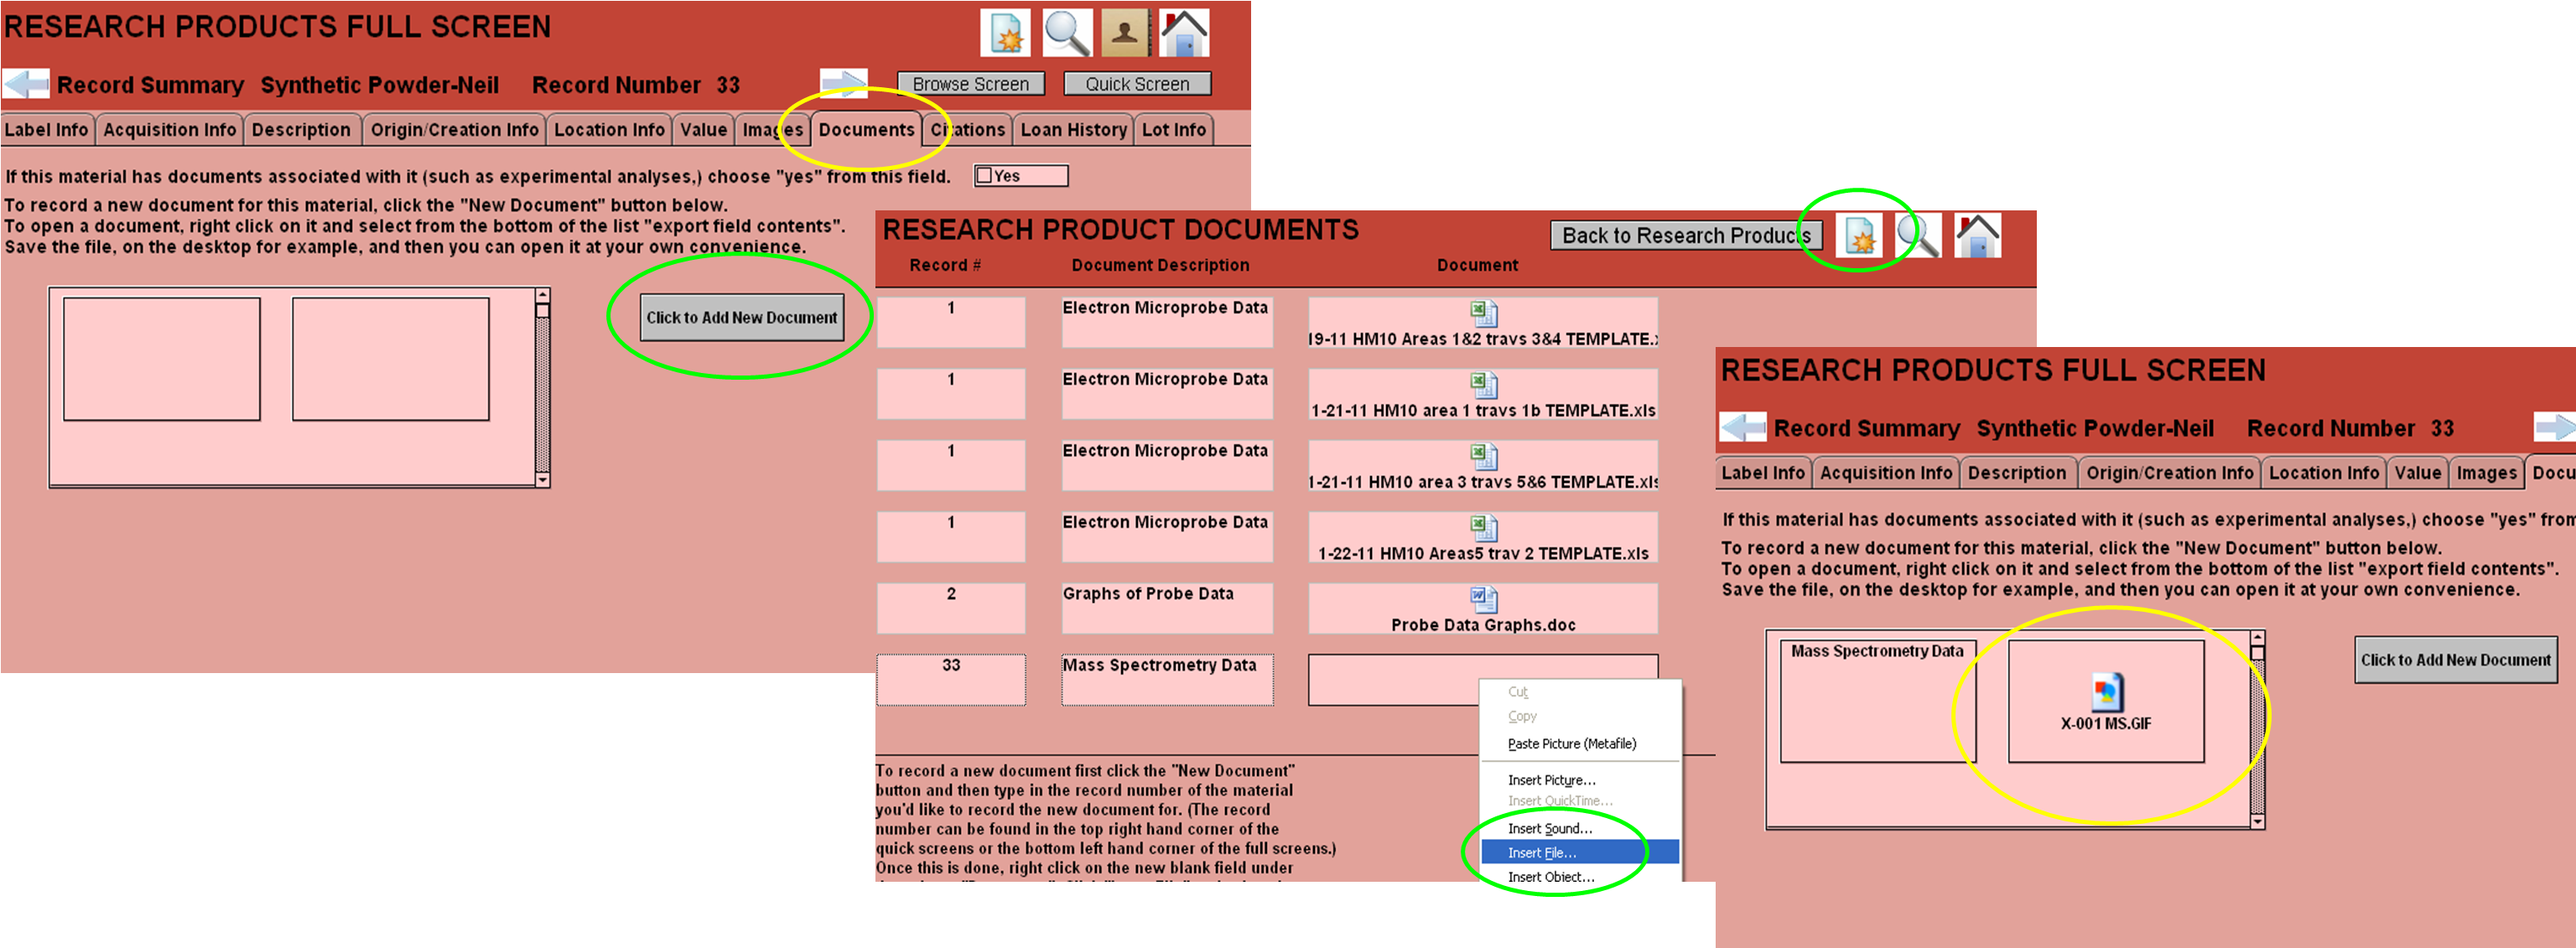 RESEARCH PRODUCTS FULL SCREEN
Record Summary Synthetic Powder-Neil Record Number 33
Browse Screen
Quick Screen
Label Info Acquisition Info Description Origin/Creation Info Location Info Value Images Documents Citations Loan History Lot Info
If this material has documents associated with it (such as experimental analyses,) choose "yes" from this field. Yes
To record a new document for this material, click the "New Document" button below.
To open a document, right click on it and select from the bottom of the list "export field contents".
Save the file, on the desktop for example, and then you can open it at your own convenience.
Click to Add New Document
RESEARCH PRODUCT DOCUMENTS
Back to Research Products
Record # Document Description Document
1 Electron Microprobe Data 19-11 HM10 Areas 1&2 travs 3&4 TEMPLATE.
1 Electron Microprobe Data 1-21-11 HM10 area 1 travs 1b TEMPLATE.xls
1 Electron Microprobe Data 1-21-11 HM10 area 3 travs 5&6 TEMPLATE.xls
1 Electron Microprobe Data 1-22-11 HM10 Areas5 trav 2 TEMPLATE.xls
2 Graphs of Probe Data Probe Data Graphs.doc
33 Mass Spectrometry Data
Cut
Copy
Paste Picture (Metafile)
Insert Picture...
Insert QuickTime...
Insert Sound...
Insert File...
Insert Object...
To record a new document first click the "New Document"
button and then type in the record number of the material
you'd like to record the new document for. (The record
number can be found in the top right hand corner of the
quick screens or the bottom left hand corner of the full screens.)
Once this is done, right click on the new blank field under
RESEARCH PRODUCTS FULL SCREEN
Record Summary Synthetic Powder-Neil Record Number 33
Label Info Acquisition Info Description Origin/Creation Info Location Info Value Images Docu
If this material has documents associated with it (such as experimental analyses,) choose "yes" from
To record a new document for this material, click the "New Document" button below.
To open a document, right click on it and select from the bottom of the list "export field contents".
Save the file, on the desktop for example, and then you can open it at your own convenience.
Mass Spectrometry Data
X-001 MS.GIF
Click to Add New Document